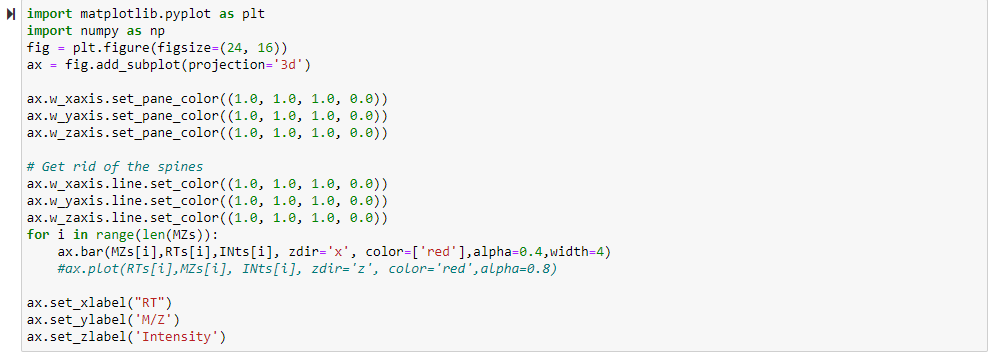 import matplotlib.pyplot as plt
import numpy as np
fig = plt.figure(figsize=(24, 16))
ax = fig.add_subplot(projection='3d')

ax.w_xaxis.set_pane_color((1.0, 1.0, 1.0, 0.0))
ax.w_yaxis.set_pane_color((1.0, 1.0, 1.0, 0.0))
ax.w_zaxis.set_pane_color((1.0, 1.0, 1.0, 0.0))

# Get rid of the spines
ax.w_xaxis.line.set_color((1.0, 1.0, 1.0, 0.0))
ax.w_yaxis.line.set_color((1.0, 1.0, 1.0, 0.0))
ax.w_zaxis.line.set_color((1.0, 1.0, 1.0, 0.0))
for i in range(len(MZs)):
    ax.bar(MZs[i],RTs[i],INts[i], zdir='x', color=['red'],alpha=0.4,width=4)
    #ax.plot(RTs[i],MZs[i], INts[i], zdir='z', color='red',alpha=0.8)

ax.set_xlabel("RT")
ax.set_ylabel('M/Z')
ax.set_zlabel('Intensity')